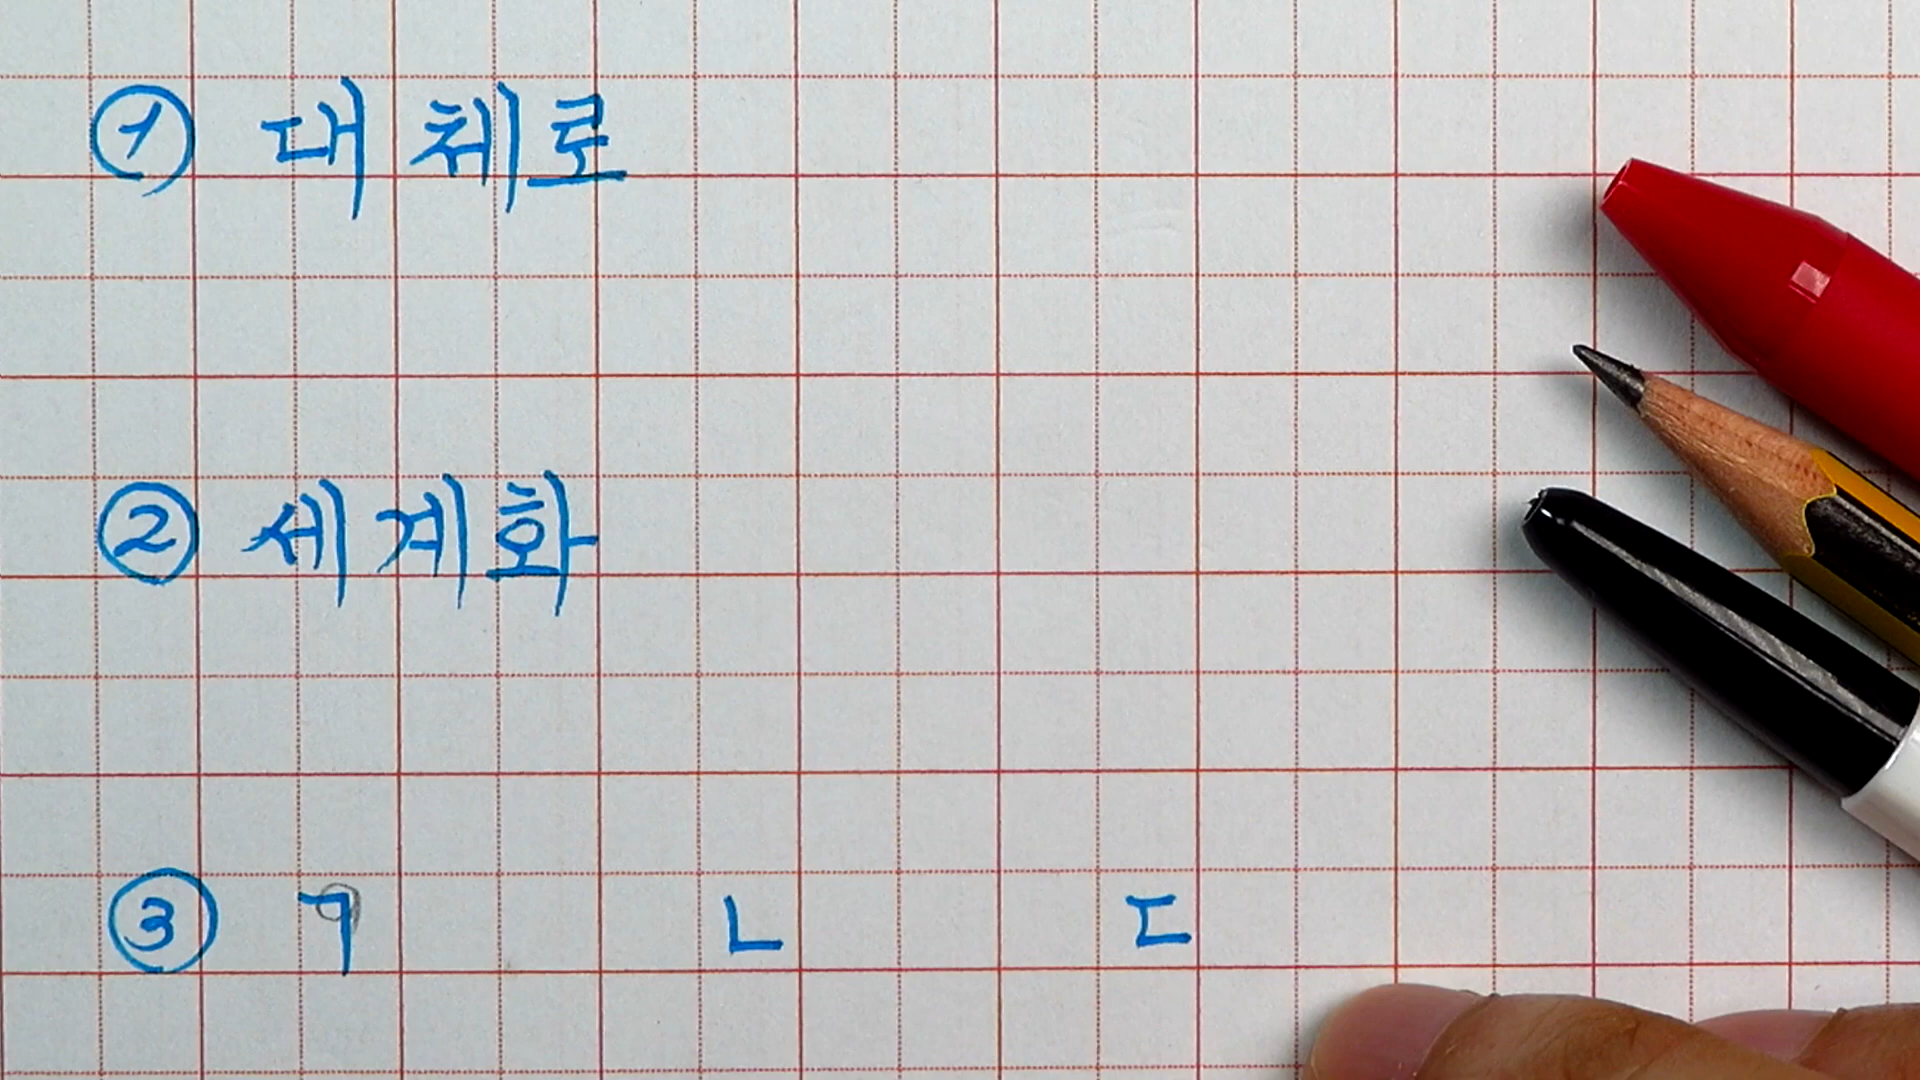 ① 대체로
② 세계화
③ ㄱ ㄴ ㄷ